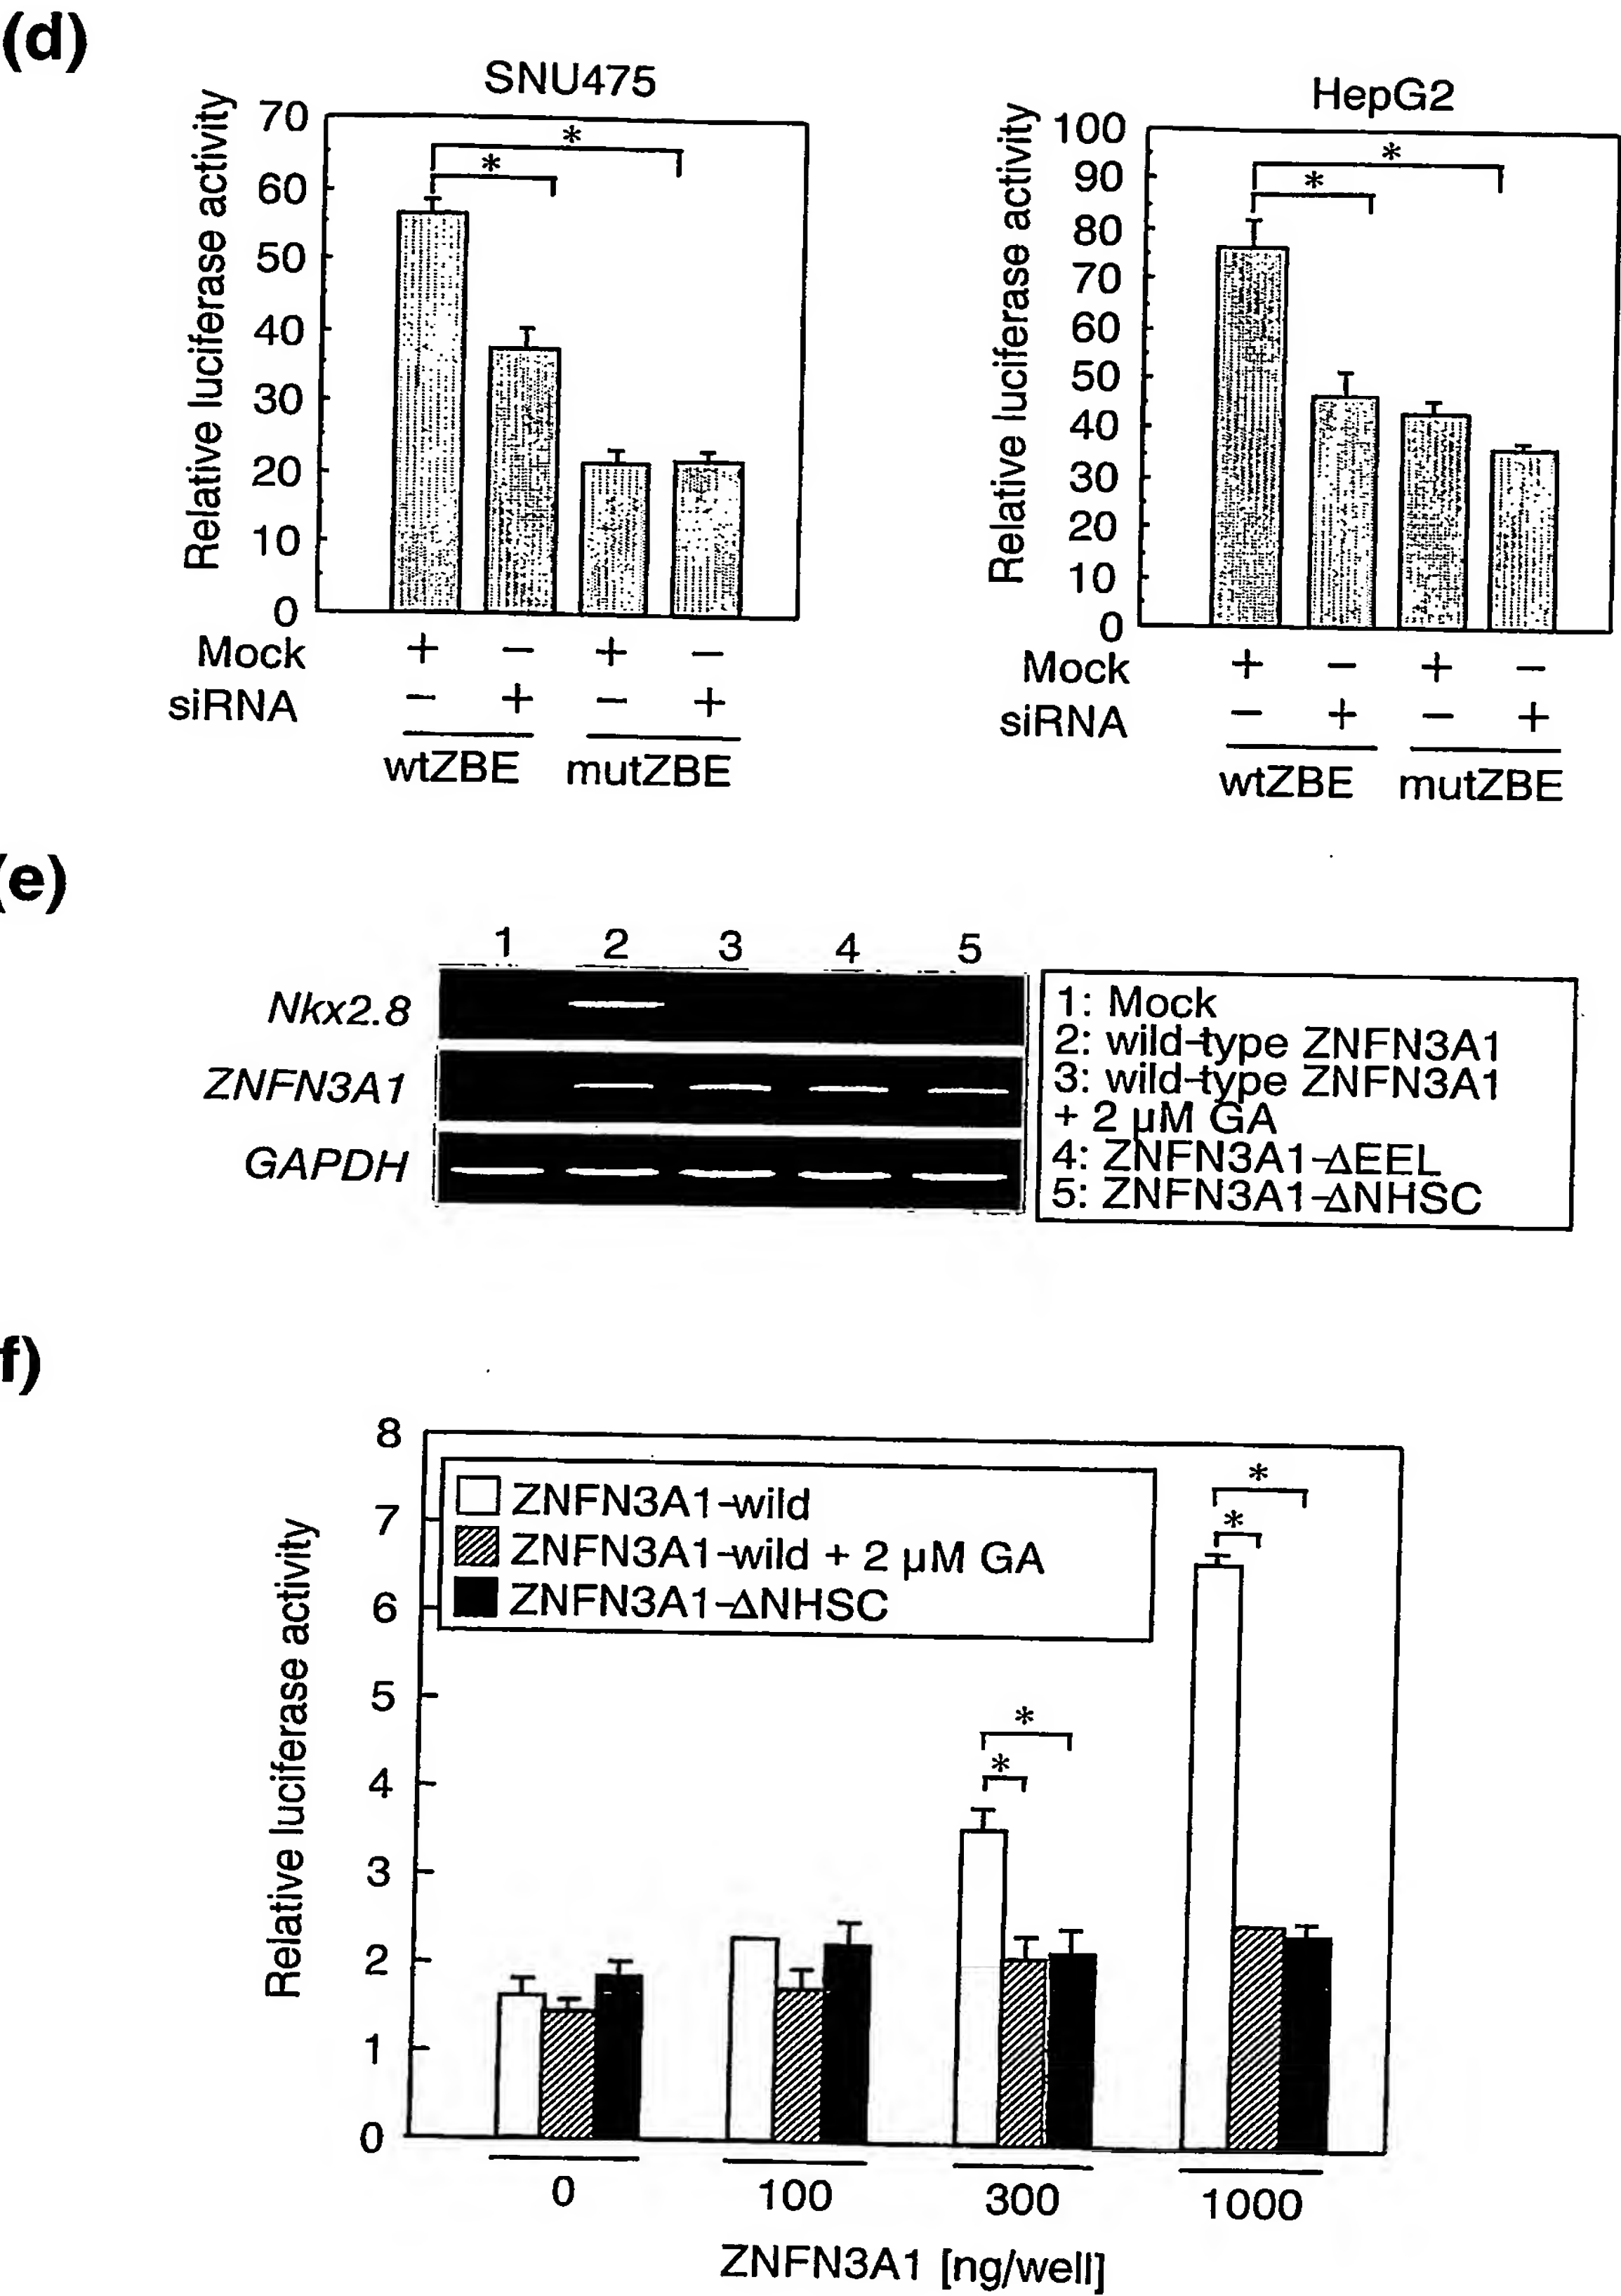 (d)
SNU475
Relative luciferase activity
70
60
50
40
30
20
10
0
* *
Mock + − + −
siRNA − + − +
wtZBE mutZBE
HepG2
Relative luciferase activity
100
90
80
70
60
50
40
30
20
10
0
* *
Mock + − + −
siRNA − + − +
wtZBE mutZBE
(e)
1 2 3 4 5
Nkx2.8
ZNFN3A1
GAPDH
1: Mock
2: wild-type ZNFN3A1
3: wild-type ZNFN3A1
+ 2 μM GA
4: ZNFN3A1-ΔEEL
5: ZNFN3A1-ΔNHSC
f)
Relative luciferase activity
8
7
6
5
4
3
2
1
0
ZNFN3A1-wild
ZNFN3A1-wild + 2 μM GA
ZNFN3A1-ΔNHSC
* *
* *
0 100 300 1000
ZNFN3A1 [ng/well]